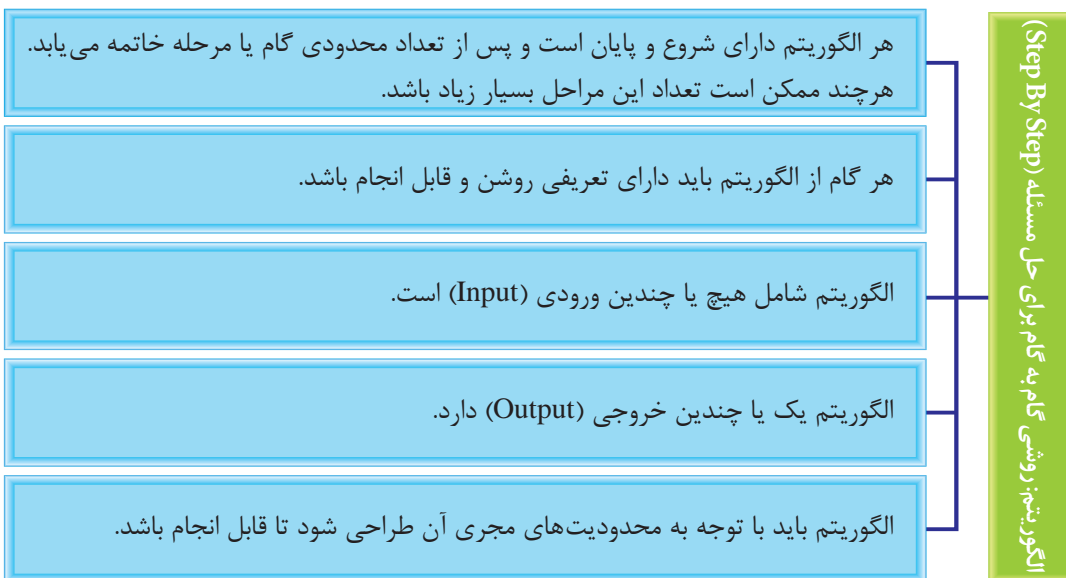 الگوریتم: روشی گام به گام برای حل مسئله (Step By Step)
هر الگوریتم دارای شروع و پایان است و پس از تعداد محدودی گام یا مرحله خاتمه می‌یابد.
هرچند ممکن است تعداد این مراحل بسیار زیاد باشد.
هر گام از الگوریتم باید دارای تعریفی روشن و قابل انجام باشد.
الگوریتم شامل هیچ یا چندین ورودی (Input) است.
الگوریتم یک یا چندین خروجی (Output) دارد.
الگوریتم باید با توجه به محدودیت‌های مجری آن طراحی شود تا قابل انجام باشد.